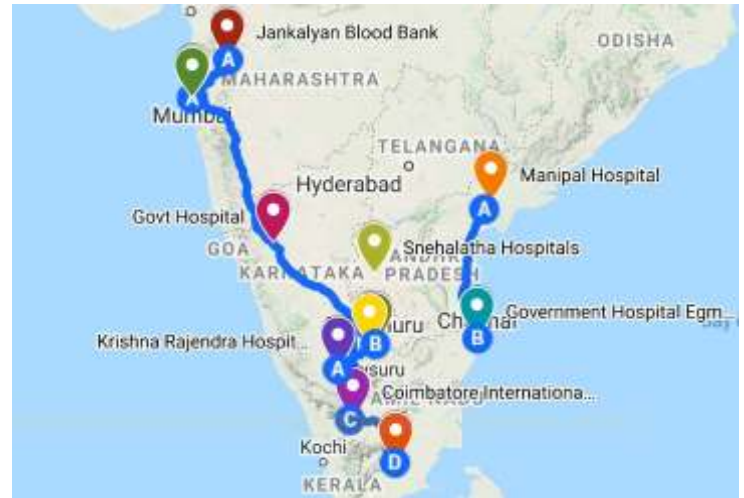 Jankalyan Blood Bank
ODISHA
A
MAHARASHTRA
A
Mumbai
TELANGANA
Manipal Hospital
Hyderabad
A
Govt Hospital
GOA
Snehalatha Hospitals
KARNATAKA
PRADESH
Government Hospital Egm...
B
B
Krishna Rajendra Hospit...
A
Coimbatore Internationa...
C
Kochi
D
KERALA